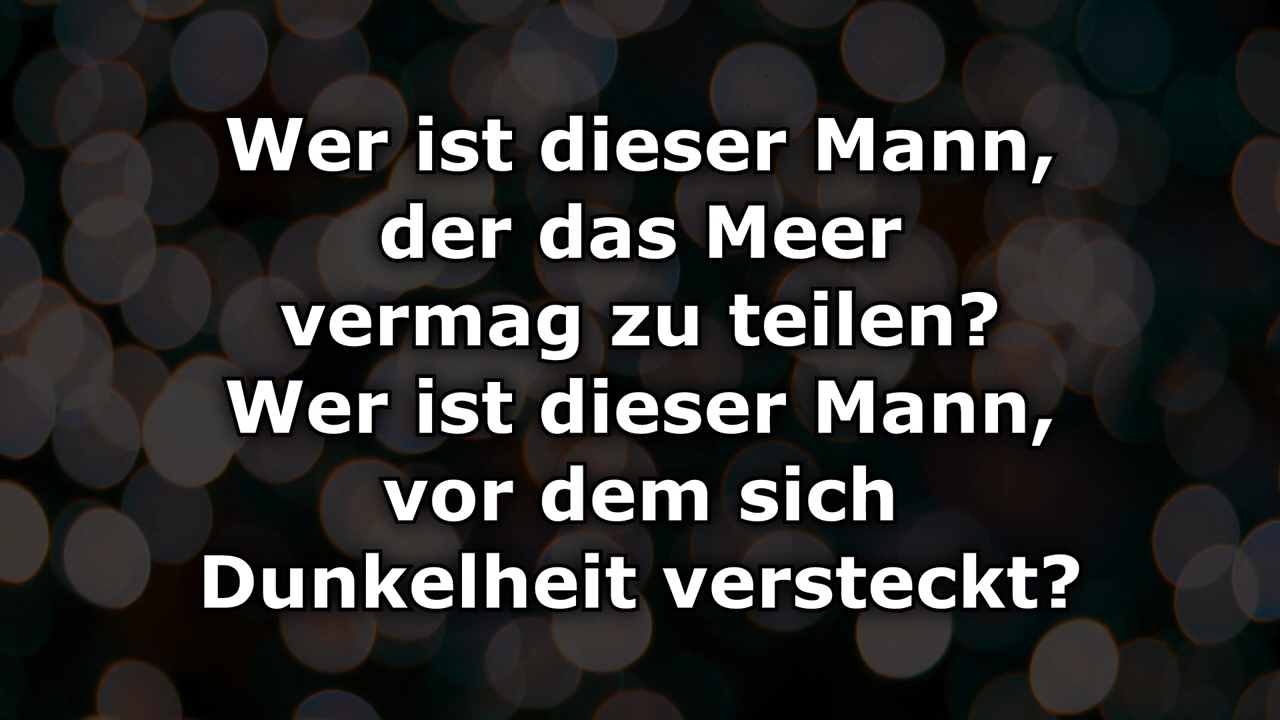 Wer ist dieser Mann,
der das Meer
vermag zu teilen?
Wer ist dieser Mann,
vor dem sich
Dunkelheit versteckt?